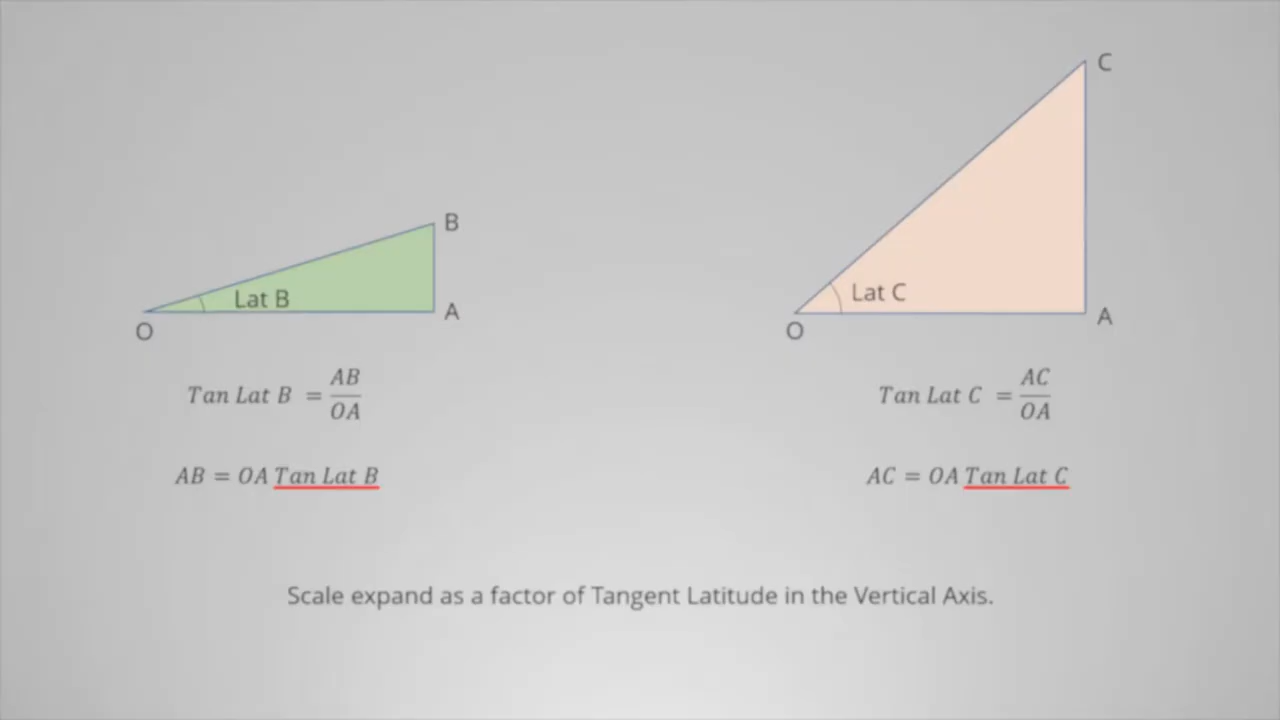 C
B
Lat B
A
O
Lat C
A
O
Tan Lat B = AB/OA
Tan Lat C = AC/OA
AB = OA Tan Lat B
AC = OA Tan Lat C
Scale expand as a factor of Tangent Latitude in the Vertical Axis.